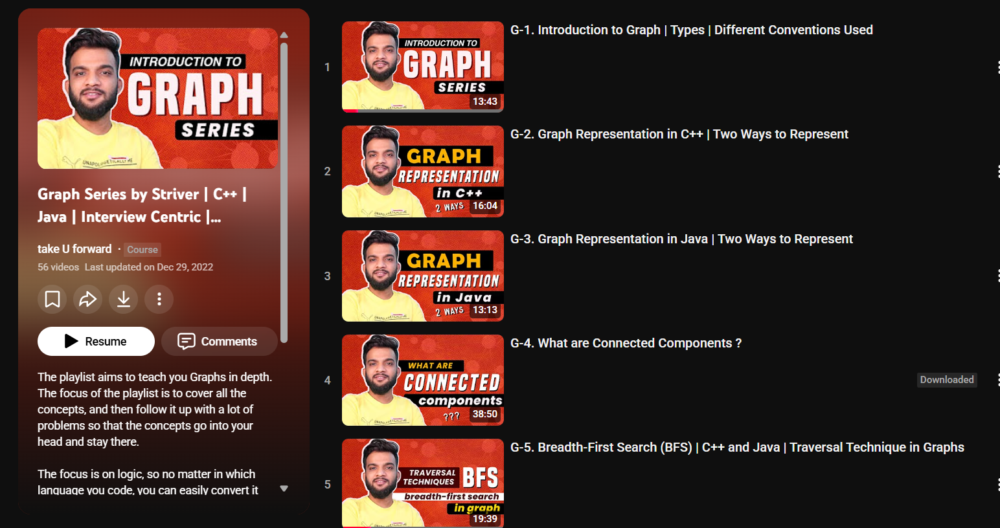 INTRODUCTION TO
GRAPH
SERIES
Graph Series by Striver | C++ |
Java | Interview Centric |...
take U forward · Course
56 videos Last updated on Dec 29, 2022
Resume
Comments
The playlist aims to teach you Graphs in depth.
The focus of the playlist is to cover all the
concepts, and then follow it up with a lot of
problems so that the concepts go into your
head and stay there.
The focus is on logic, so no matter in which
language you code, you can easily convert it
1
INTRODUCTION TO
GRAPH
SERIES
13:43
G-1. Introduction to Graph | Types | Different Conventions Used
2
GRAPH
REPRESENTATION
in C++
2 WAYS
16:04
G-2. Graph Representation in C++ | Two Ways to Represent
3
GRAPH
REPRESENTATION
in Java
2 WAYS
13:13
G-3. Graph Representation in Java | Two Ways to Represent
4
WHAT ARE
CONNECTED
components
???
38:50
G-4. What are Connected Components ?
Downloaded
5
TRAVERSAL
TECHNIQUES
BFS
breadth-first search
in graph
19:39
G-5. Breadth-First Search (BFS) | C++ and Java | Traversal Technique in Graphs